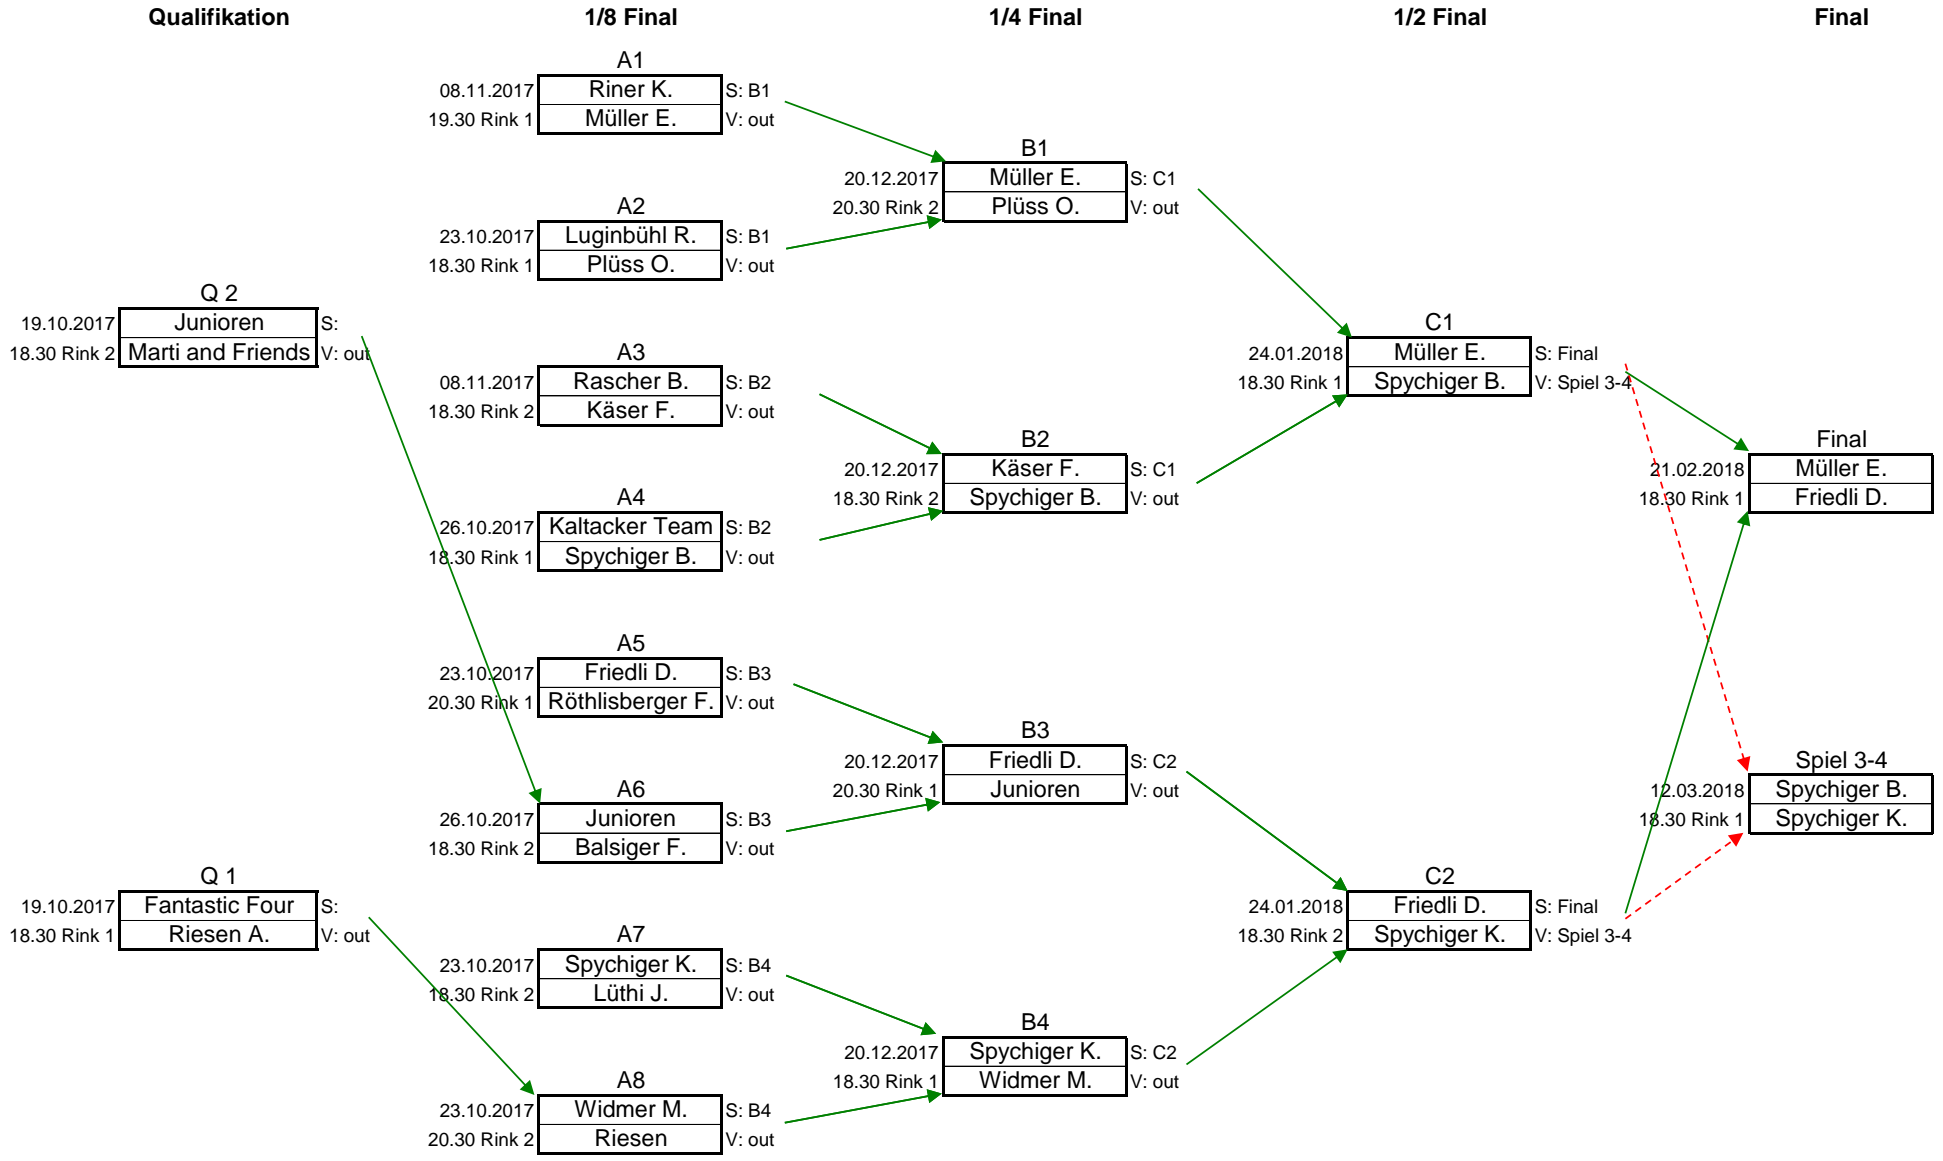 Qualifikation
1/8 Final
1/4 Final
1/2 Final
Final
A1
08.11.2017 Riner K. S: B1
19.30 Rink 1 Müller E. V: out
A2
23.10.2017 Luginbühl R. S: B1
18.30 Rink 1 Plüss O. V: out
Q 2
19.10.2017 Junioren S:
18.30 Rink 2 Marti and Friends V: out
A3
08.11.2017 Rascher B. S: B2
18.30 Rink 2 Käser F. V: out
A4
26.10.2017 Kaltacker Team S: B2
18.30 Rink 1 Spychiger B. V: out
A5
23.10.2017 Friedli D. S: B3
20.30 Rink 1 Röthlisberger F. V: out
A6
26.10.2017 Junioren S: B3
18.30 Rink 2 Balsiger F. V: out
Q 1
19.10.2017 Fantastic Four S:
18.30 Rink 1 Riesen A. V: out
A7
23.10.2017 Spychiger K. S: B4
18.30 Rink 2 Lüthi J. V: out
A8
23.10.2017 Widmer M. S: B4
20.30 Rink 2 Riesen V: out
B1
20.12.2017 Müller E. S: C1
20.30 Rink 2 Plüss O. V: out
B2
20.12.2017 Käser F. S: C1
18.30 Rink 2 Spychiger B. V: out
B3
20.12.2017 Friedli D. S: C2
20.30 Rink 1 Junioren V: out
B4
20.12.2017 Spychiger K. S: C2
18.30 Rink 1 Widmer M. V: out
C1
24.01.2018 Müller E. S: Final
18.30 Rink 1 Spychiger B. V: Spiel 3-4
C2
24.01.2018 Friedli D. S: Final
18.30 Rink 2 Spychiger K. V: Spiel 3-4
Final
21.02.2018 Müller E.
18.30 Rink 1 Friedli D.
Spiel 3-4
12.03.2018 Spychiger B.
18.30 Rink 1 Spychiger K.